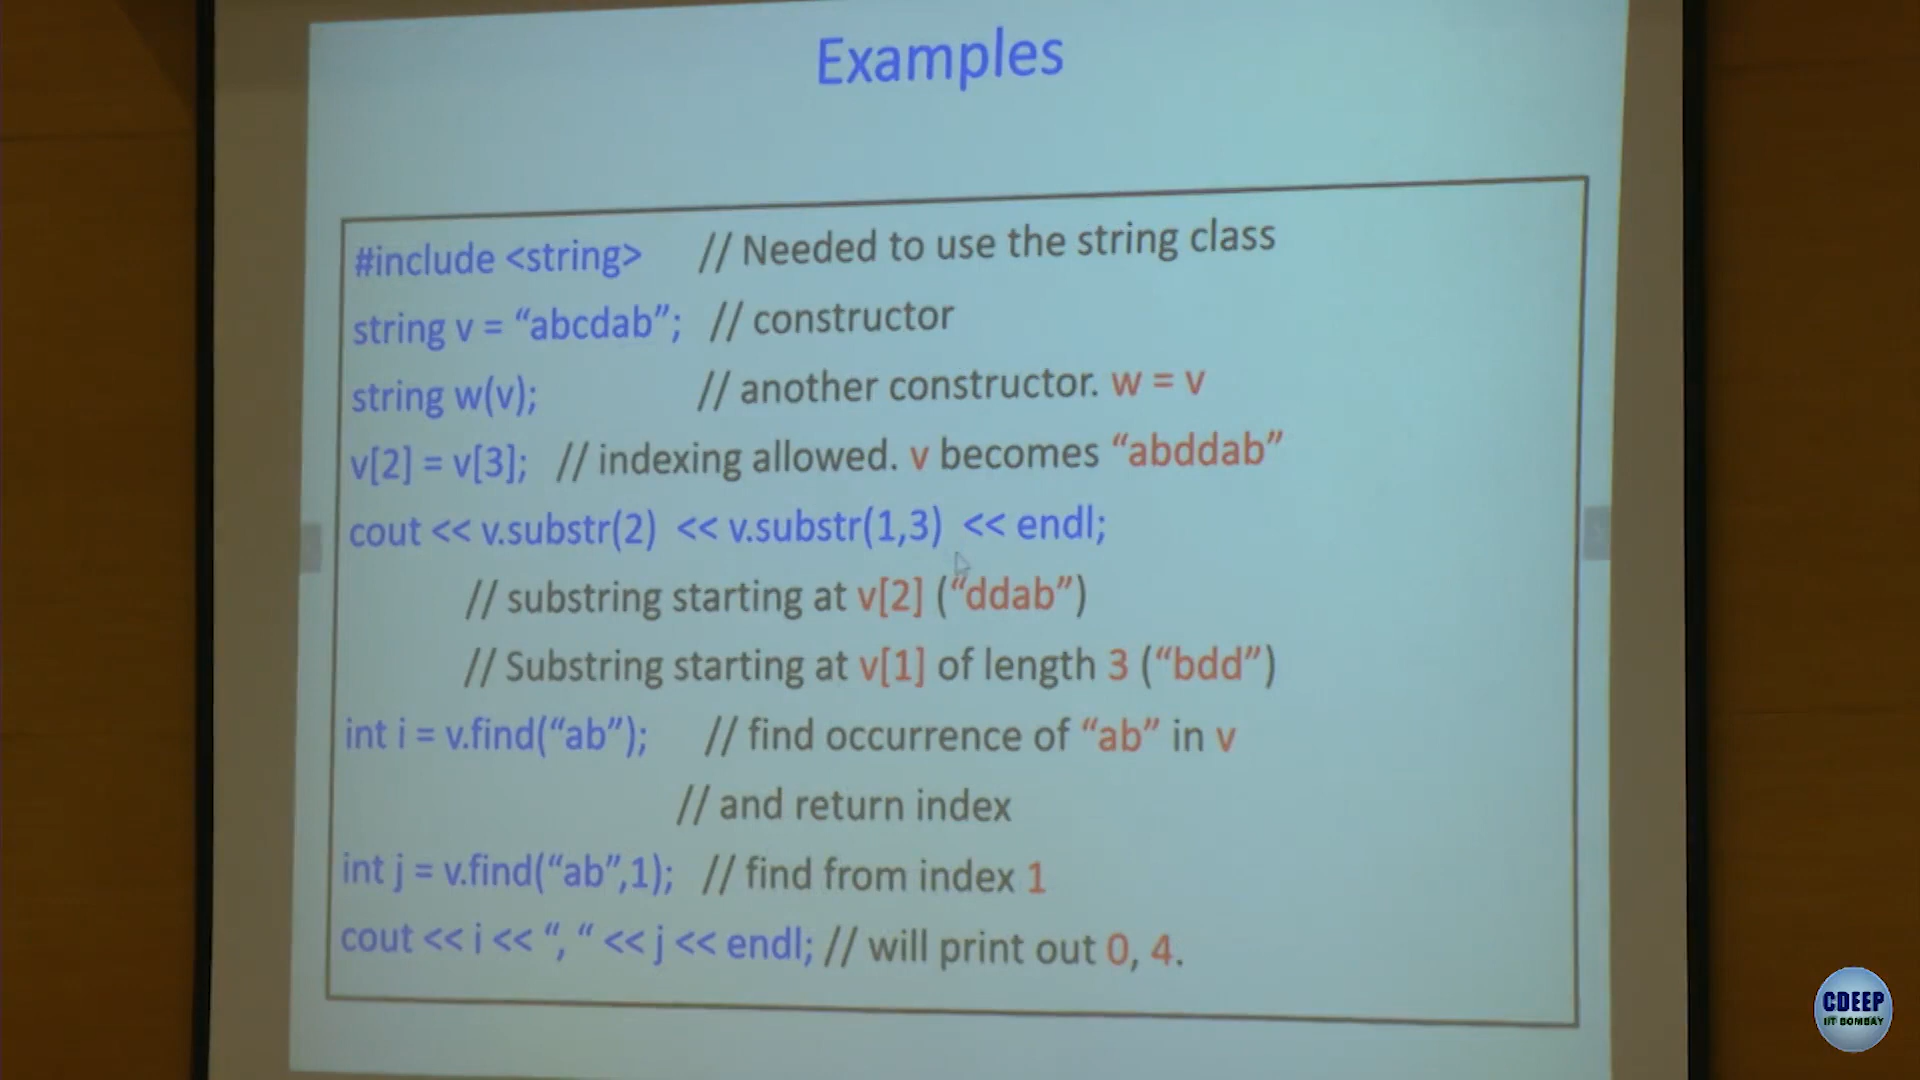 Examples
#include <string> // Needed to use the string class
string v = “abcdab”; // constructor
string w(v); // another constructor. w = v
v[2] = v[3]; // indexing allowed. v becomes “abddab”
cout << v.substr(2) << v.substr(1,3) << endl;
// substring starting at v[2] (“ddab”)
// Substring starting at v[1] of length 3 (“bdd”)
int i = v.find(“ab”); // find occurrence of “ab” in v
// and return index
int j = v.find(“ab”,1); // find from index 1
cout << i << “, “ << j << endl; // will print out 0, 4.
CDEEP
IIT BOMBAY